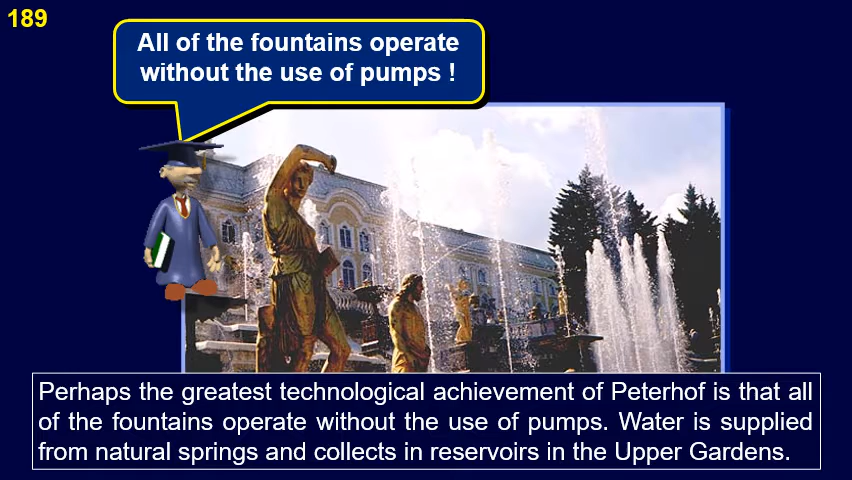 189
All of the fountains operate
without the use of pumps !
Perhaps the greatest technological achievement of Peterhof is that all
of the fountains operate without the use of pumps. Water is supplied
from natural springs and collects in reservoirs in the Upper Gardens.